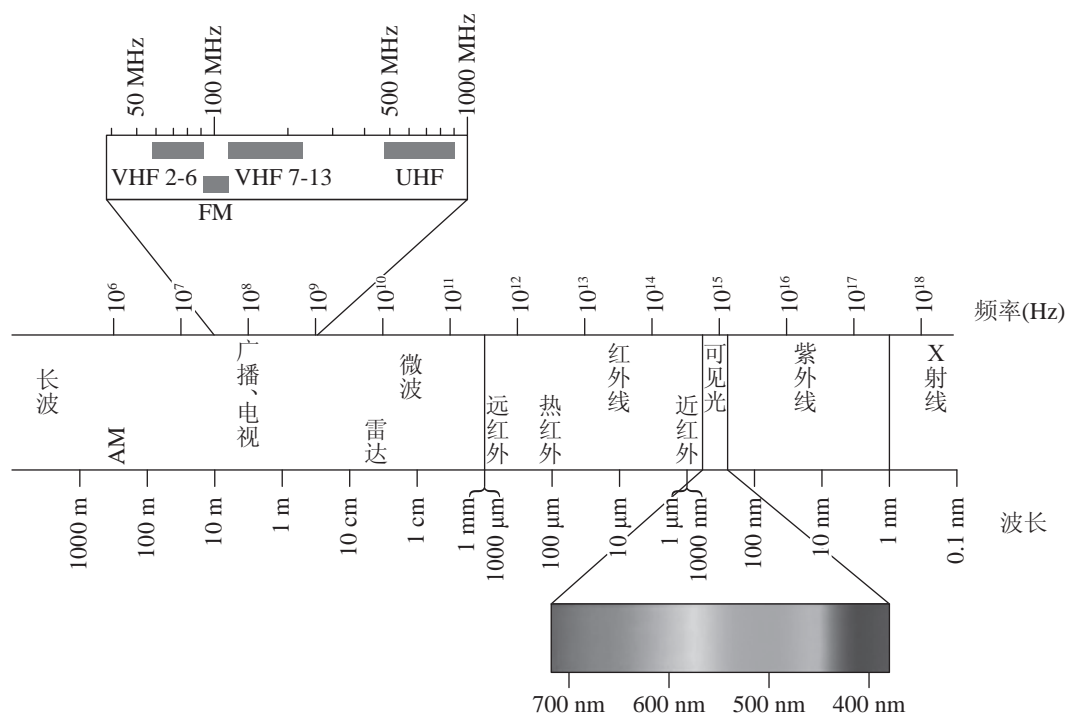 50 MHz
100 MHz
500 MHz
1000 MHz
VHF 2-6
VHF 7-13
UHF
FM
10⁶
10⁷
10⁸
10⁹
10¹⁰
10¹¹
10¹²
10¹³
10¹⁴
10¹⁵
10¹⁶
10¹⁷
10¹⁸
频率(Hz)
长波
AM
广播、电视
雷达
微波
远红外
热红外
红外线
近红外
可见光
紫外线
X射线
1000 m
100 m
10 m
1 m
10 cm
1 cm
1 mm
1000 μm
100 μm
10 μm
1 μm
1000 nm
100 nm
10 nm
1 nm
0.1 nm
波长
700 nm
600 nm
500 nm
400 nm